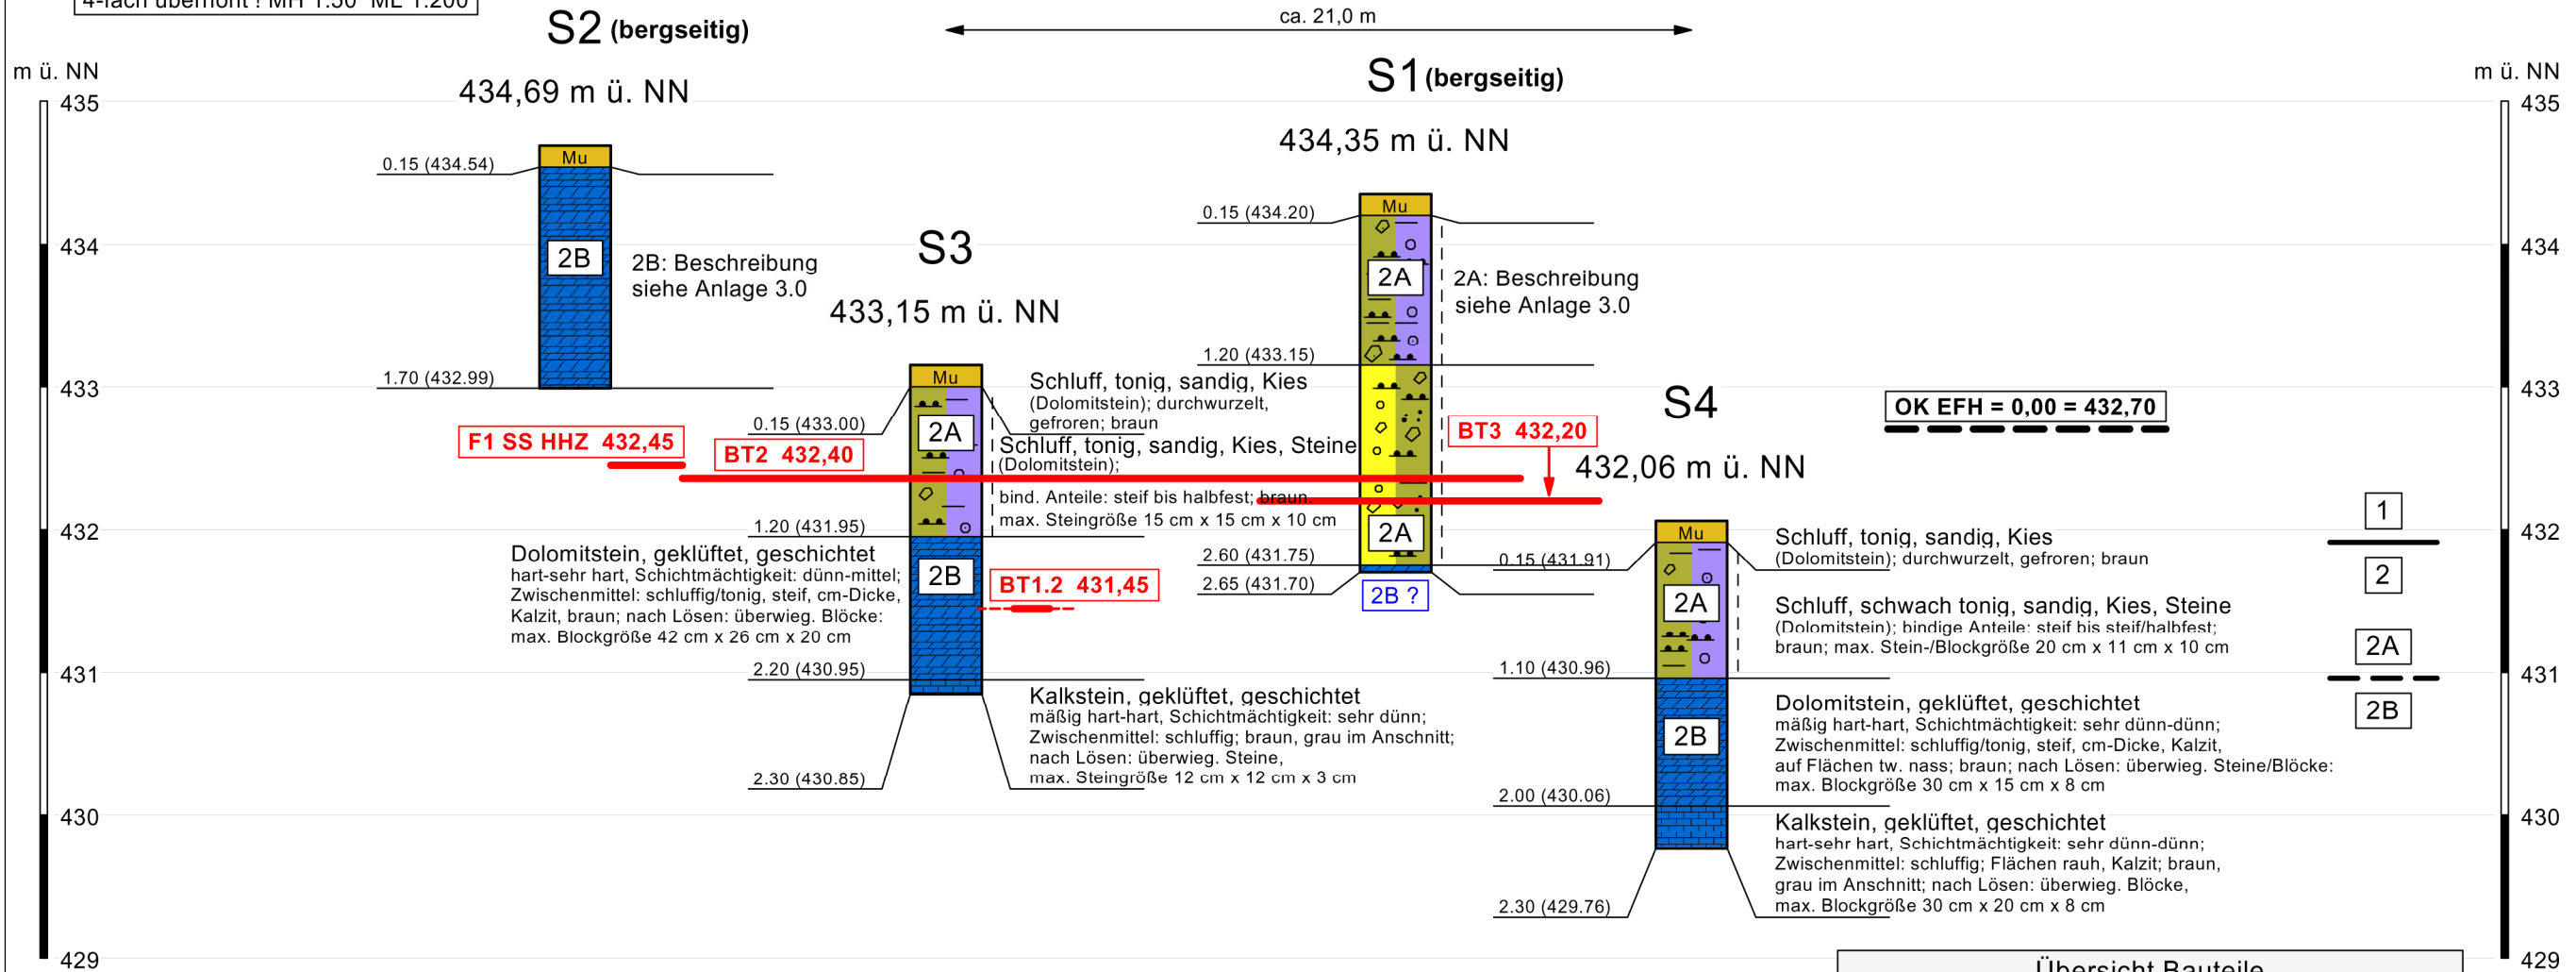 4-fach überhöht ! MH 1:50 ML 1:200
S2 (bergseitig)
434,69 m ü. NN
ca. 21,0 m
S1 (bergseitig)
434,35 m ü. NN
m ü. NN
435
434
433
432
431
430
429
m ü. NN
435
434
433
432
431
430
429
Mu
0.15 (434.54)
2B
2B: Beschreibung
siehe Anlage 3.0
1.70 (432.99)
S3
433,15 m ü. NN
Mu
0.15 (433.00)
2A
Schluff, tonig, sandig, Kies
(Dolomitstein); durchwurzelt,
gefroren; braun
Schluff, tonig, sandig, Kies, Steine
(Dolomitstein);
bind. Anteile: steif bis halbfest; braun.
max. Steingröße 15 cm x 15 cm x 10 cm
F1 SS HHZ 432,45
BT2 432,40
1.20 (431.95)
Dolomitstein, geklüftet, geschichtet
hart-sehr hart, Schichtmächtigkeit: dünn-mittel;
Zwischenmittel: schluffig/tonig, steif, cm-Dicke,
Kalzit, braun; nach Lösen: überwieg. Blöcke:
max. Blockgröße 42 cm x 26 cm x 20 cm
2B
BT1.2 431,45
2.20 (430.95)
Kalkstein, geklüftet, geschichtet
mäßig hart-hart, Schichtmächtigkeit: sehr dünn;
Zwischenmittel: schluffig; braun, grau im Anschnitt;
nach Lösen: überwieg. Steine,
max. Steingröße 12 cm x 12 cm x 3 cm
2.30 (430.85)
Mu
0.15 (434.20)
2A
2A: Beschreibung
siehe Anlage 3.0
1.20 (433.15)
BT3 432,20
2A
2.60 (431.75)
2.65 (431.70)
2B ?
S4
432,06 m ü. NN
Mu
0.15 (431.91)
Schluff, tonig, sandig, Kies
(Dolomitstein); durchwurzelt, gefroren; braun
2A
Schluff, schwach tonig, sandig, Kies, Steine
(Dolomitstein); bindige Anteile: steif bis steif/halbfest;
braun; max. Stein-/Blockgröße 20 cm x 11 cm x 10 cm
1.10 (430.96)
2B
Dolomitstein, geklüftet, geschichtet
mäßig hart-hart, Schichtmächtigkeit: sehr dünn-dünn;
Zwischenmittel: schluffig/tonig, steif, cm-Dicke, Kalzit,
auf Flächen tw. nass; braun; nach Lösen: überwieg. Steine/Blöcke:
max. Blockgröße 30 cm x 15 cm x 8 cm
2.00 (430.06)
Kalkstein, geklüftet, geschichtet
hart-sehr hart, Schichtmächtigkeit: sehr dünn-dünn;
Zwischenmittel: schluffig; Flächen rauh, Kalzit; braun,
grau im Anschnitt; nach Lösen: überwieg. Blöcke,
max. Blockgröße 30 cm x 20 cm x 8 cm
2.30 (429.76)
OK EFH = 0,00 = 432,70
1
2
2A
2B
Übersicht Bauteile